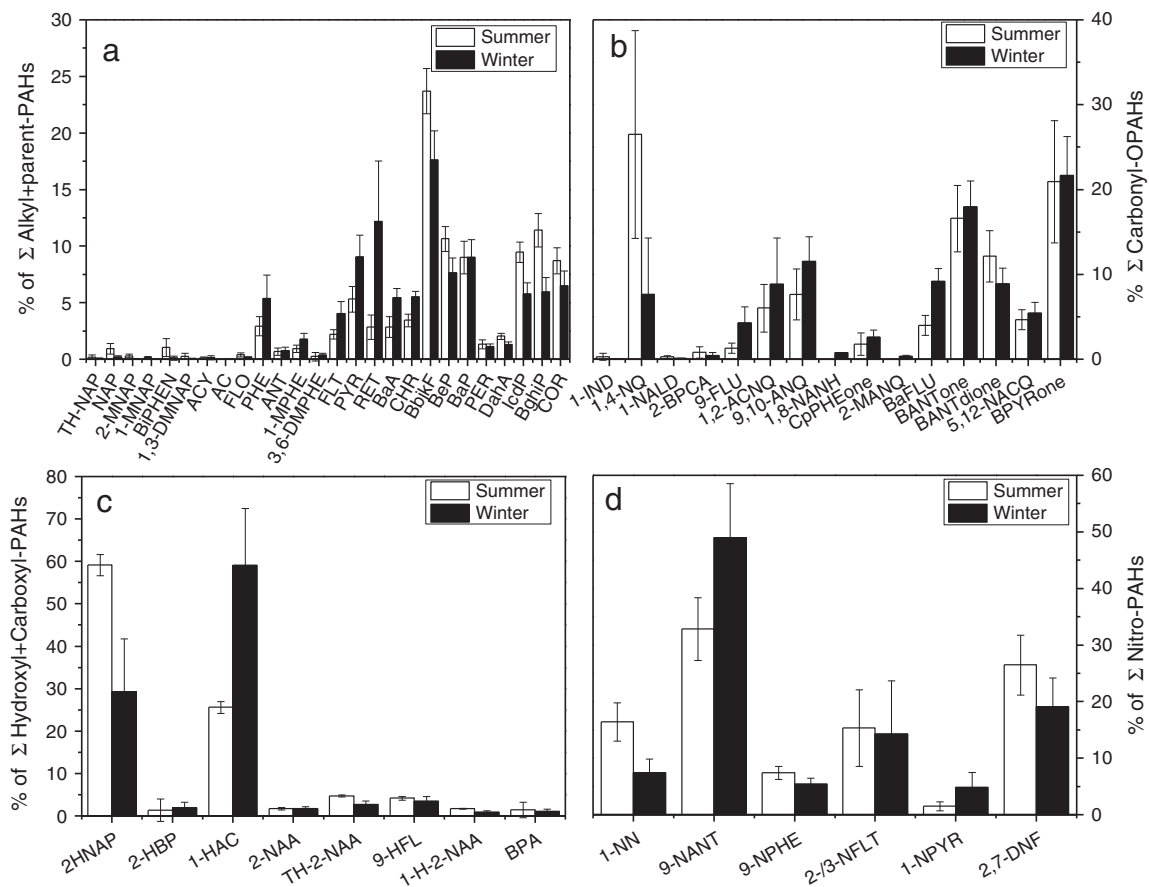 a
Summer
Winter
% of Σ Alkyl+parent-PAHs
30
25
20
15
10
5
0
TH-NAP
NAP
2-MNAP
1-MNAP
BiPHEN
1,3-DMNAP
ACY
AC
FLO
PHE
ANT
1-MPHE
3,6-DMPHE
FLT
PYR
RET
BaA
CHR
BbjkF
BeP
BaP
PER
DahA
IcdP
BghiP
COR
b
Summer
Winter
% Σ Carbonyl-OPAHs
40
30
20
10
0
1-IND
1,4-NQ
1-NALD
2-BPCA
9-FLU
1,2-ACNQ
9,10-ANQ
1,8-NANH
CpPHEone
2-MANQ
BaFLU
BANTone
BANTdione
5,12-NACQ
BPYRone
c
Summer
Winter
% of Σ Hydroxyl+Carboxyl-PAHs
80
70
60
50
40
30
20
10
0
2HNAP
2-HBP
1-HAC
2-NAA
TH-2-NAA
9-HFL
1-H-2-NAA
BPA
d
Summer
Winter
% of Σ Nitro-PAHs
60
50
40
30
20
10
0
1-NN
9-NANT
9-NPHE
2-/3-NFLT
1-NPYR
2,7-DNF